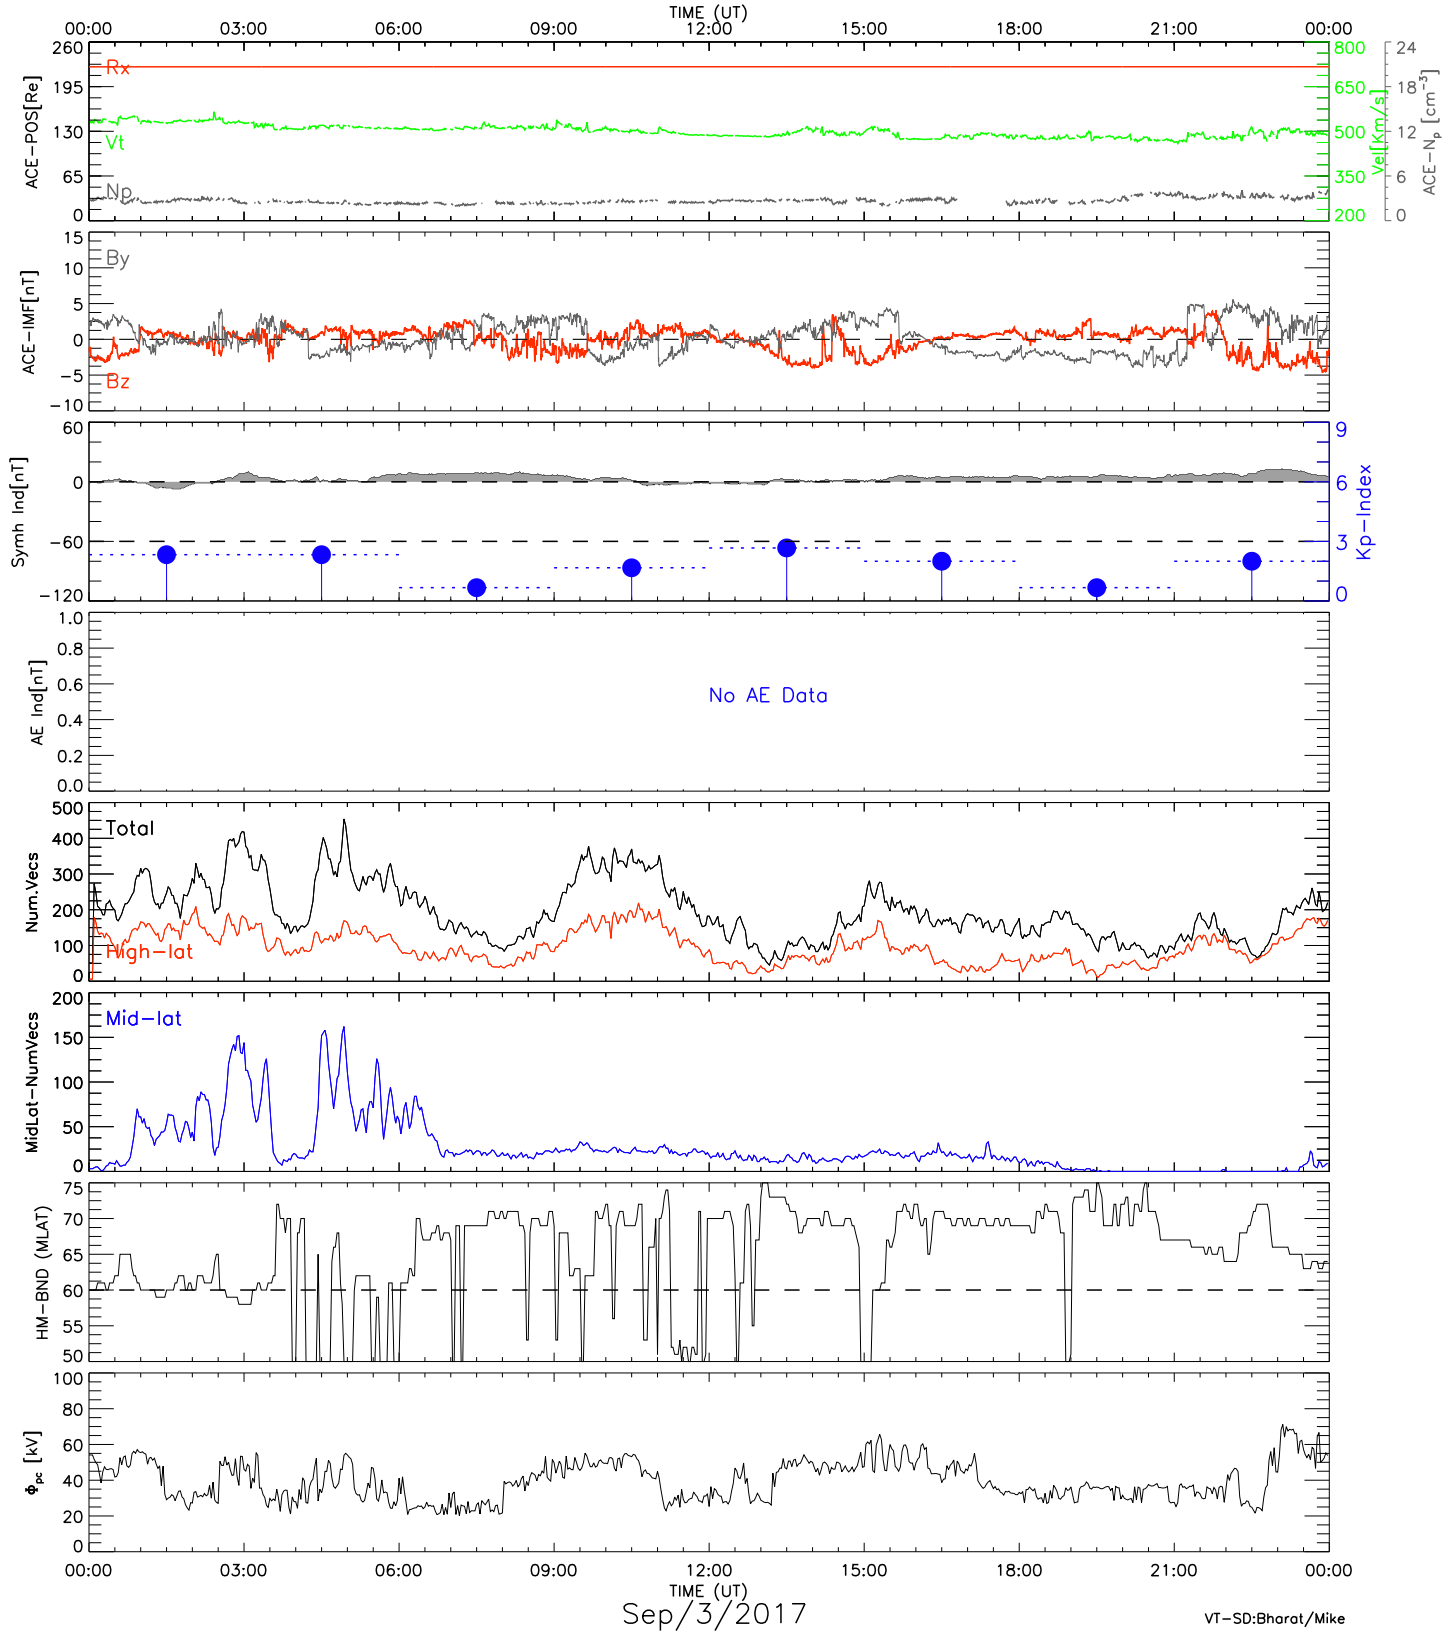 TIME (UT)
00:00 03:00 06:00 09:00 12:00 15:00 18:00 21:00 00:00
ACE-POS[Re]
260
195
130
65
0
Rx
Vt
Np
800
650
500
350
200
Vel[Km/s]
24
18
12
6
0
ACE-Np [cm⁻³]
ACE-IMF[nT]
15
10
5
0
-5
-10
By
Bz
Symh Ind[nT]
60
0
-60
-120
9
6
3
0
Kp-Index
AE Ind[nT]
1.0
0.8
0.6
0.4
0.2
0.0
No AE Data
Num.Vecs
500
400
300
200
100
0
Total
High-lat
MidLat-NumVecs
200
150
100
50
0
Mid-lat
HM-BND (MLAT)
75
70
65
60
55
50
Φpc [kV]
100
80
60
40
20
0
00:00 03:00 06:00 09:00 12:00 15:00 18:00 21:00 00:00
TIME (UT)
Sep/3/2017
VT-SD:Bharat/Mike